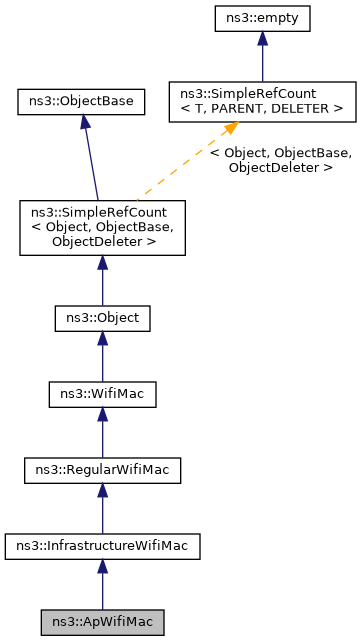 ns3::empty
ns3::SimpleRefCount
< T, PARENT, DELETER >
ns3::ObjectBase
< Object, ObjectBase,
ObjectDeleter >
ns3::SimpleRefCount
< Object, ObjectBase,
ObjectDeleter >
ns3::Object
ns3::WifiMac
ns3::RegularWifiMac
ns3::InfrastructureWifiMac
ns3::ApWifiMac